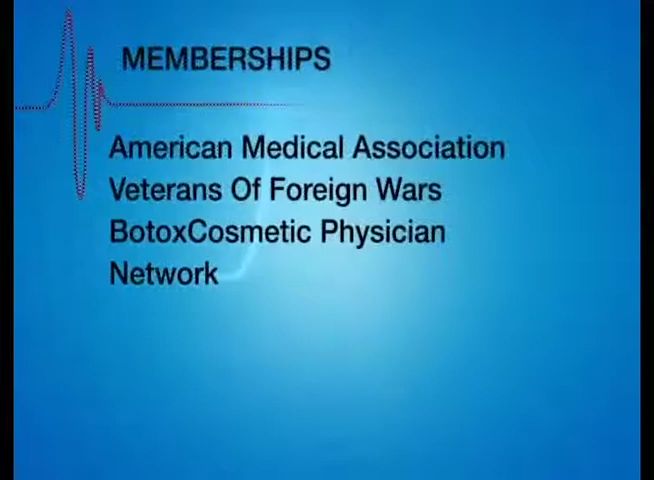 MEMBERSHIPS
American Medical Association
Veterans Of Foreign Wars
BotoxCosmetic Physician
Network